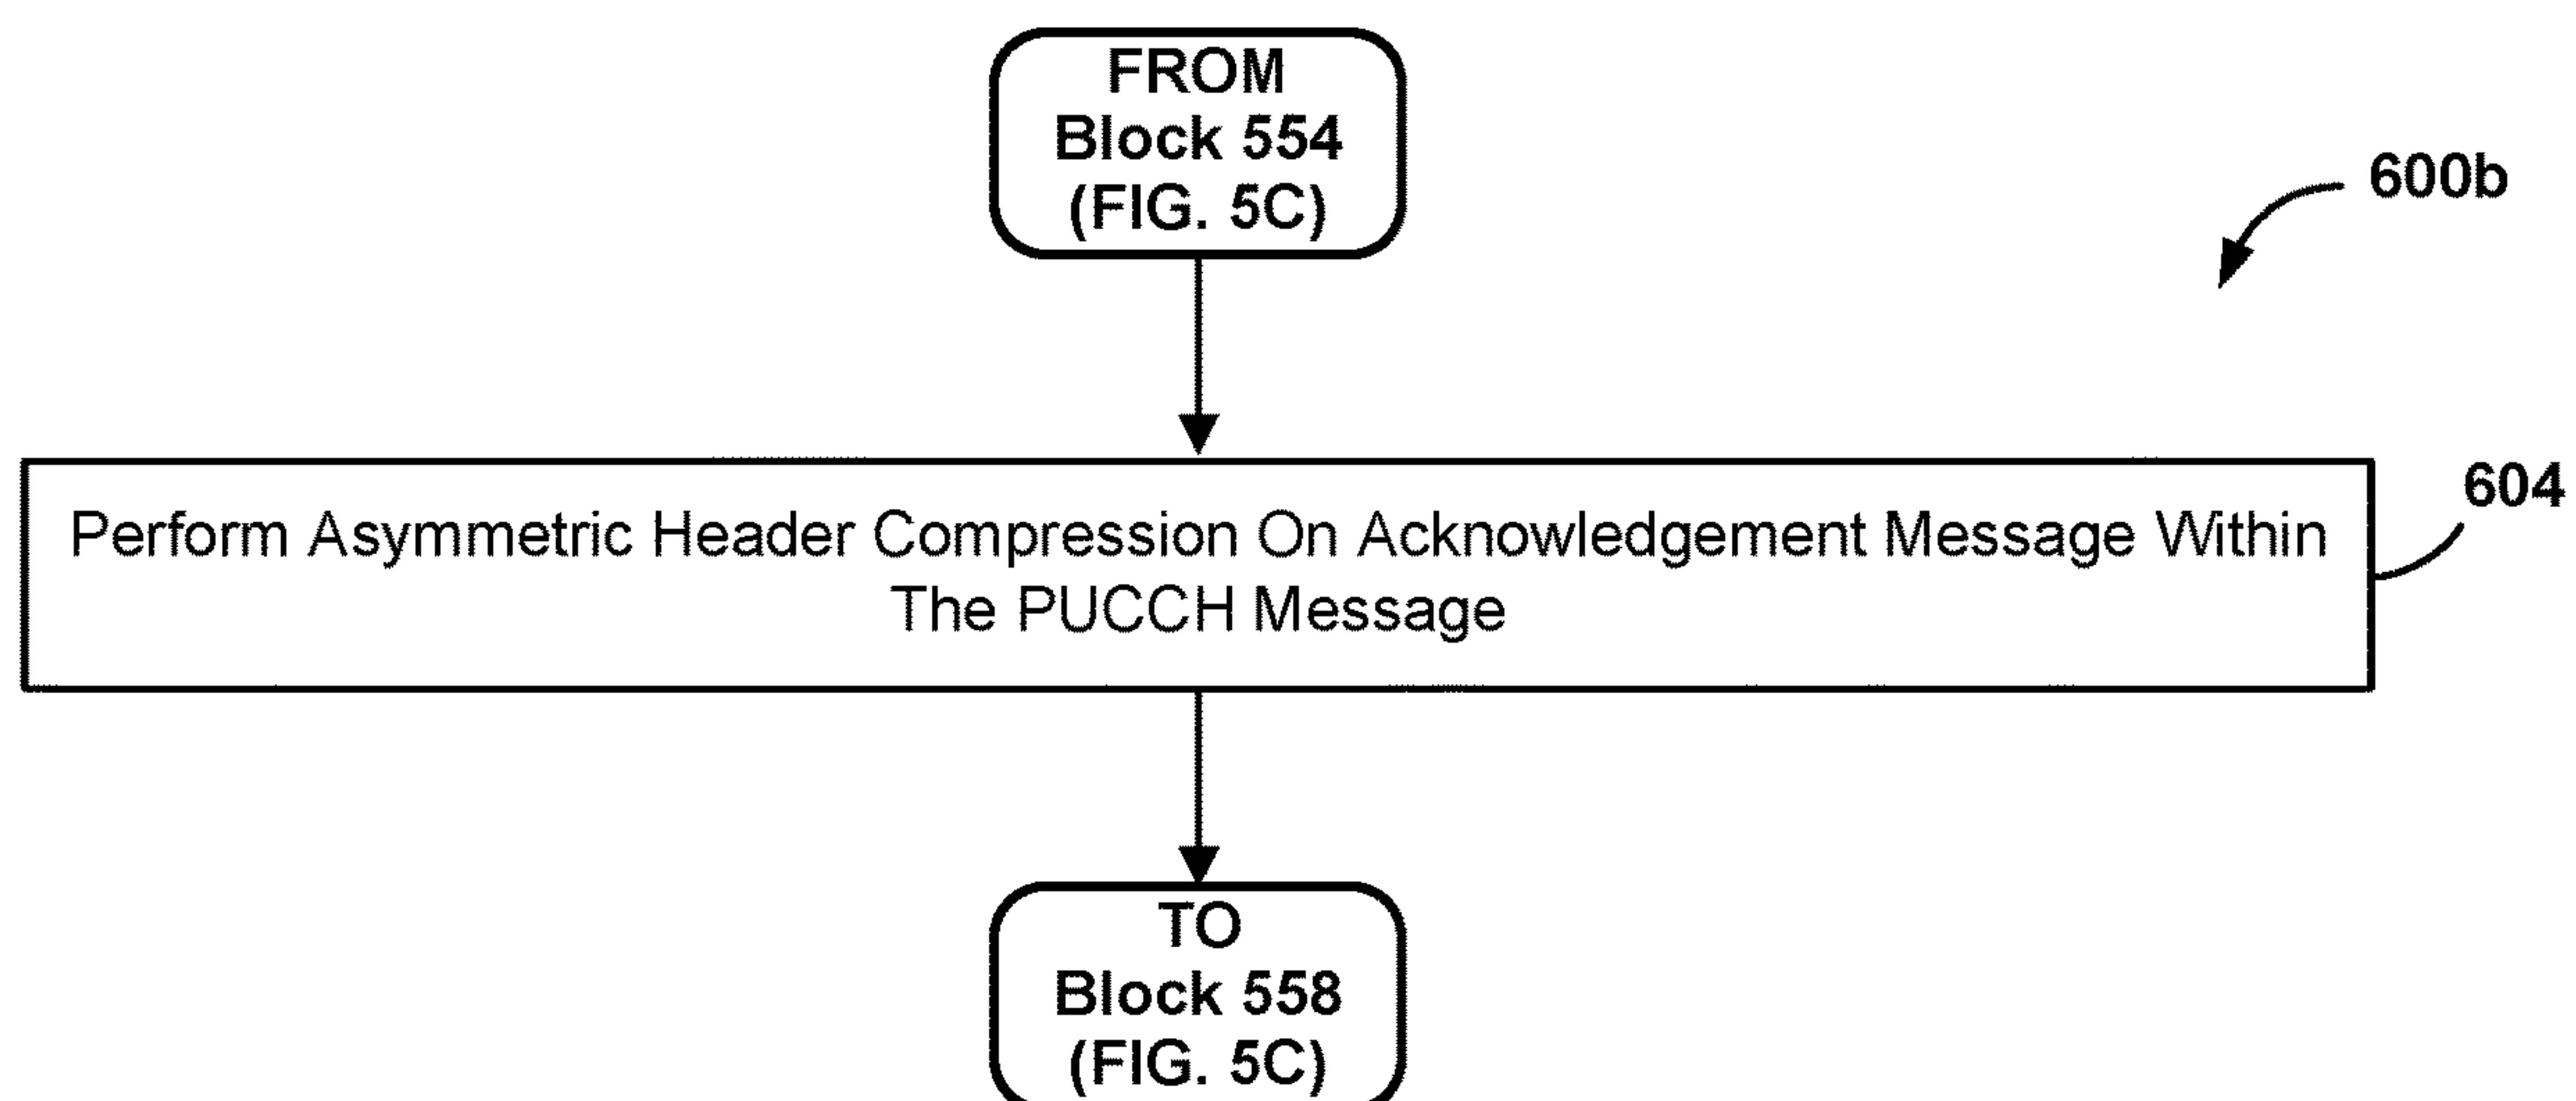 FROM
Block 554
(FIG. 5C)
600b
Perform Asymmetric Header Compression On Acknowledgement Message Within
The PUCCH Message
604
TO
Block 558
(FIG. 5C)